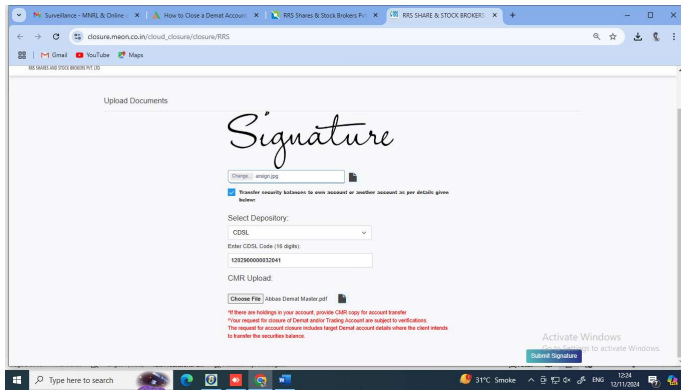 Surveillance - MNRL & Online c
How to Close a Demat Account
RRS Shares & Stock Brokers Pvt
RRS SHARE & STOCK BROKERS
closure.meon.co.in/cloud_closure/closure/RRS
Gmail
YouTube
Maps
RRS SHARES AND STOCK BROKERS PVT. LTD
Upload Documents
Signature
Change.. ansign.jpg
Transfer security balances to own account or another account as per details given
below:
Select Depository:
CDSL
Enter CDSL Code (16 digits):
1202900000032041
CMR Upload:
Choose File Abbas Demat Master.pdf
*If there are holdings in your account, provide CMR copy for account transfer
*Your request for closure of Demat and/or Trading Account are subject to verifications.
The request for account closure includes target Demat account details where the client intends
to transfer the securities balance.
Activate Windows
Go to Settings to activate Windows.
Submit Signature
Type here to search
31°C Smoke
ENG
12:24
12/11/2024